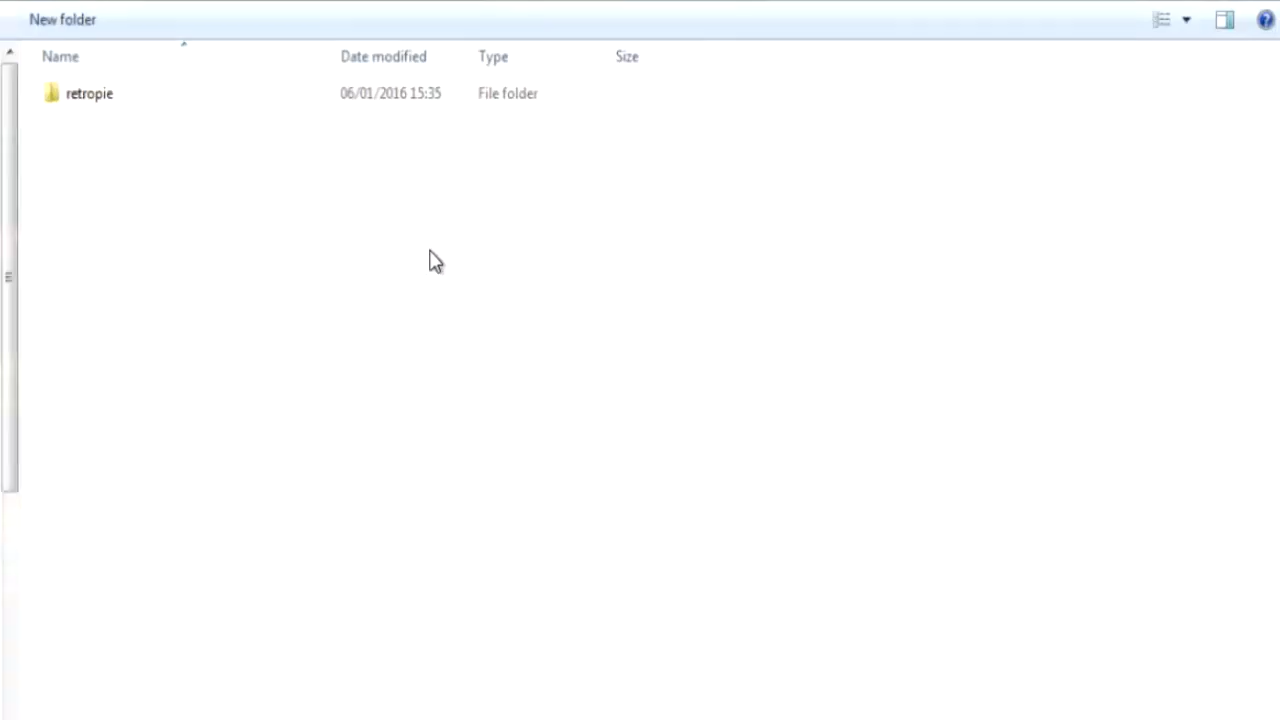 New folder
Name Date modified Type Size
retropie 06/01/2016 15:35 File folder